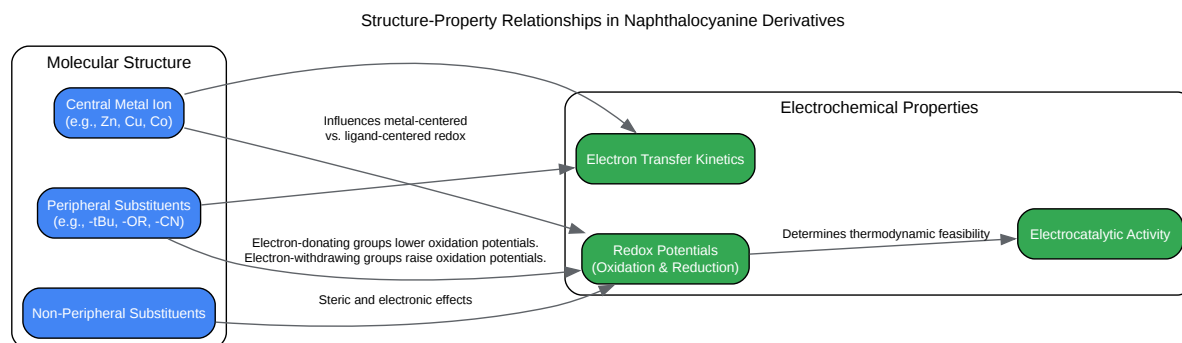 Structure-Property Relationships in Naphthalocyanine Derivatives
Molecular Structure
Central Metal Ion
(e.g., Zn, Cu, Co)
Peripheral Substituents
(e.g., -tBu, -OR, -CN)
Non-Peripheral Substituents
Influences metal-centered
vs. ligand-centered redox
Electron-donating groups lower oxidation potentials.
Electron-withdrawing groups raise oxidation potentials.
Steric and electronic effects
Electrochemical Properties
Electron Transfer Kinetics
Redox Potentials
(Oxidation & Reduction)
Determines thermodynamic feasibility
Electrocatalytic Activity